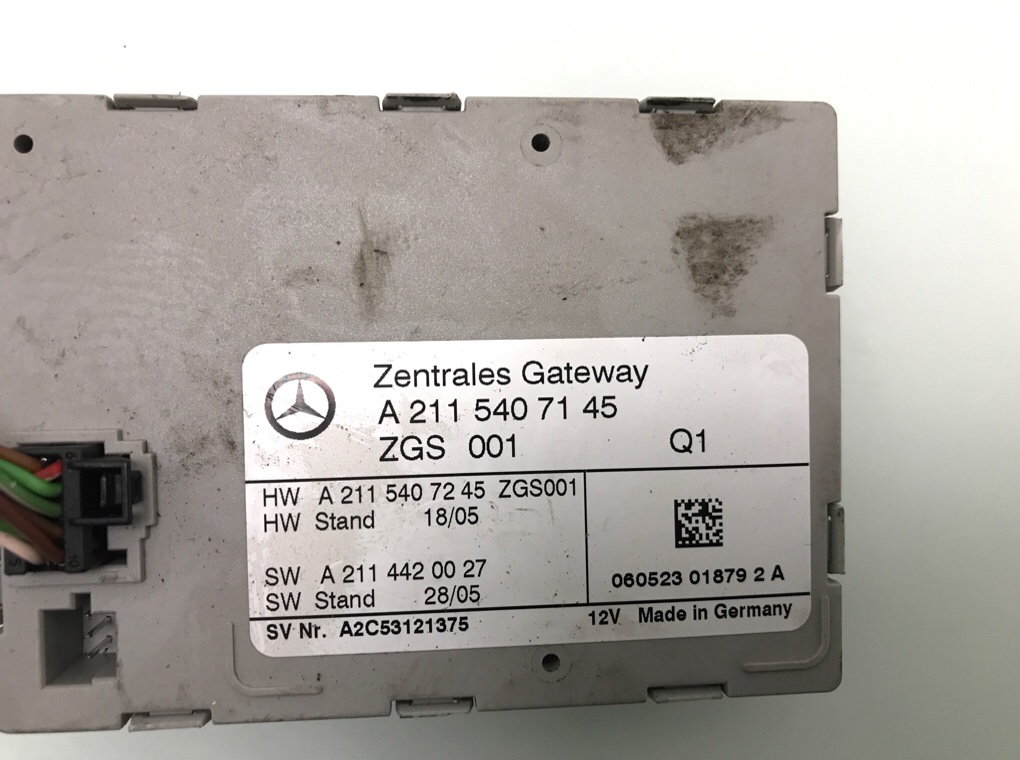 Zentrales Gateway
A 211 540 71 45
ZGS 001 Q1
HW A 211 540 72 45 ZGS001
HW Stand 18/05
SW A 211 442 00 27
SW Stand 28/05
060523 01879 2 A
SV Nr. A2C53121375 12V Made in Germany